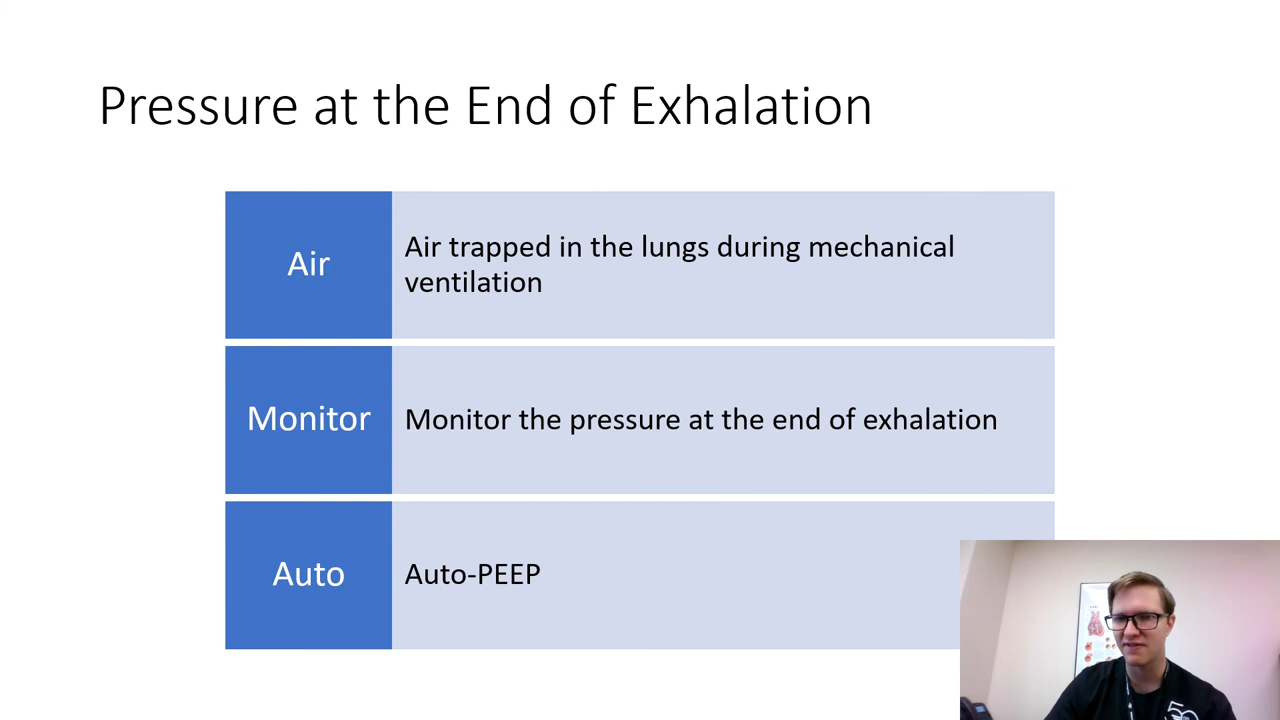 Pressure at the End of Exhalation
Air
Air trapped in the lungs during mechanical
ventilation
Monitor
Monitor the pressure at the end of exhalation
Auto
Auto-PEEP
50